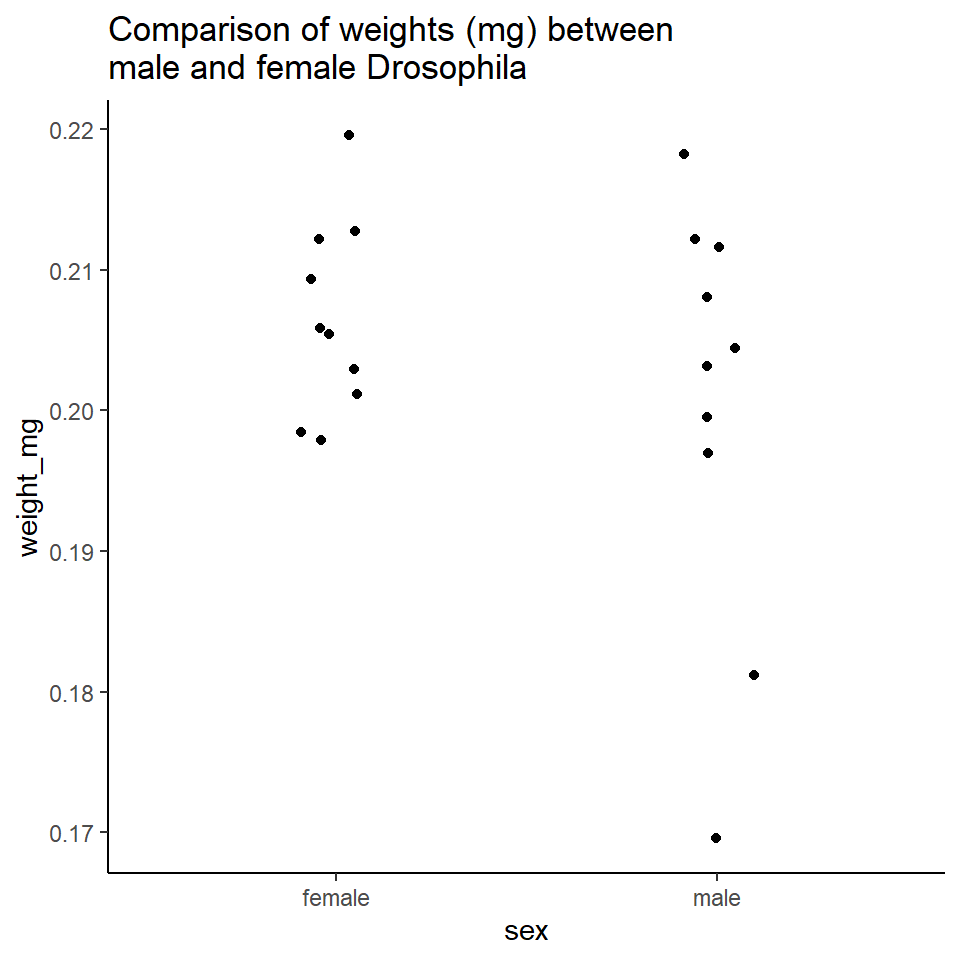 Comparison of weights (mg) between
male and female Drosophila
0.22
0.21
0.20
0.19
0.18
0.17
weight_mg
female
male
sex